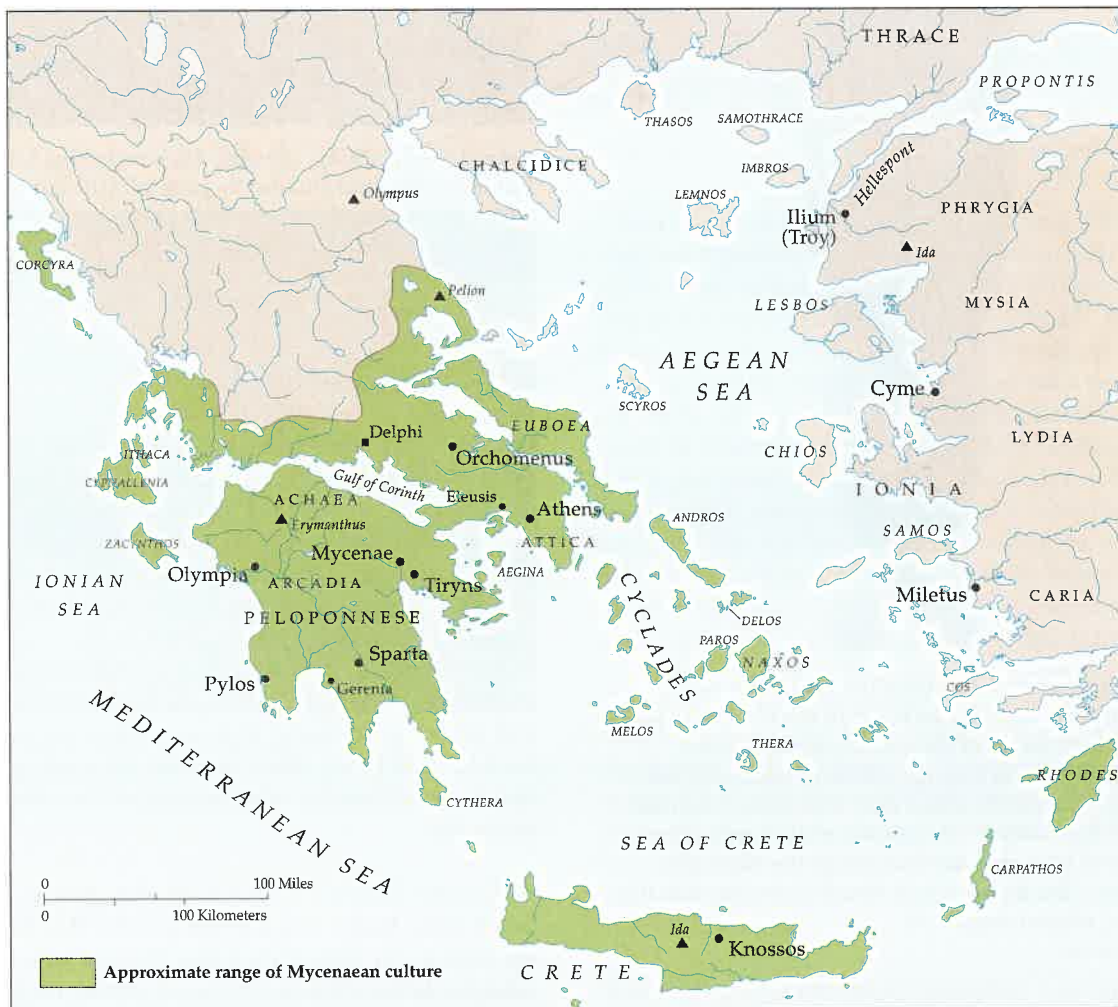 THRACE
PROPONTIS
THASOS
SAMOTHRACE
CHALCIDICE
IMBROS
Hellespont
Olympus
LEMNOS
PHRYGIA
Ilium
(Troy)
Ida
CORCYRA
Pelion
LESBOS
MYSIA
AEGEAN
SEA
SCYROS
Cyme
EUBOEA
Delphi
LYDIA
ITHACA
Orchomenus
CHIOS
CYPHALLENIA
Gulf of Corinth
IONIA
ACHAEA
Eleusis
Athens
ANDROS
Erymanthus
SAMOS
ZACYNTHOS
ATTICA
Mycenae
AEGINA
Olympia
ARCADIA
Tiryns
IONIAN
SEA
CYCLADES
Miletus
CARIA
PELOPONNESE
DELOS
PAROS
NAXOS
Sparta
Pylos
Gerenia
COS
MELOS
THERA
MEDITERRANEAN SEA
RHODES
CYTHERA
SEA OF CRETE
CARPATHOS
0 100 Miles
0 100 Kilometers
Ida
Knossos
CRETE
Approximate range of Mycenaean culture